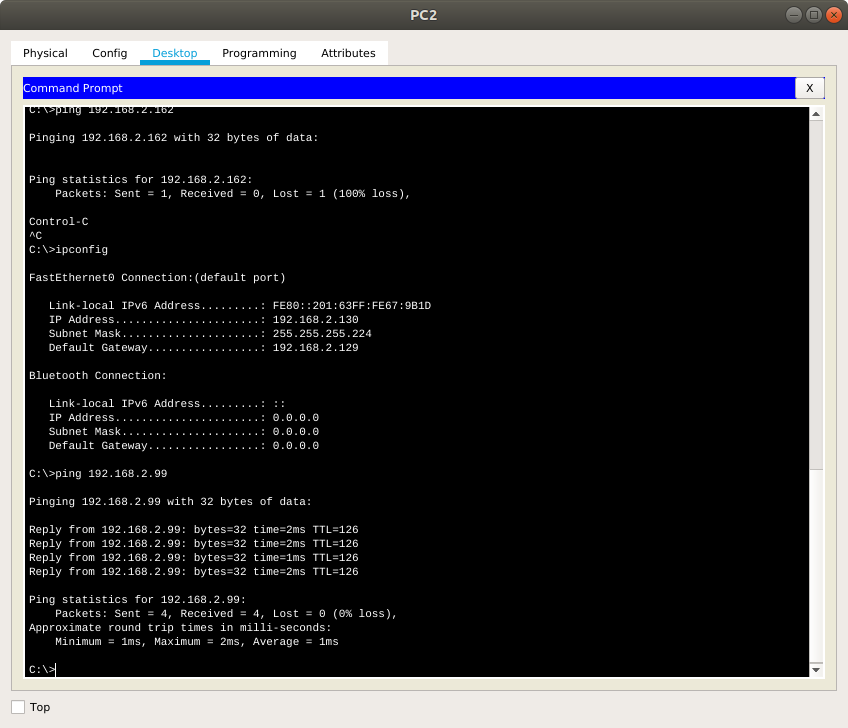 PC2
Physical Config Desktop Programming Attributes
Command Prompt X
C:\>ping 192.168.2.162
Pinging 192.168.2.162 with 32 bytes of data:
Ping statistics for 192.168.2.162:
Packets: Sent = 1, Received = 0, Lost = 1 (100% loss),
Control-C
^C
C:\>ipconfig
FastEthernet0 Connection:(default port)
Link-local IPv6 Address.........: FE80::201:63FF:FE67:9B1D
IP Address......................: 192.168.2.130
Subnet Mask.....................: 255.255.255.224
Default Gateway.................: 192.168.2.129
Bluetooth Connection:
Link-local IPv6 Address.........: ::
IP Address......................: 0.0.0.0
Subnet Mask.....................: 0.0.0.0
Default Gateway.................: 0.0.0.0
C:\>ping 192.168.2.99
Pinging 192.168.2.99 with 32 bytes of data:
Reply from 192.168.2.99: bytes=32 time=2ms TTL=126
Reply from 192.168.2.99: bytes=32 time=2ms TTL=126
Reply from 192.168.2.99: bytes=32 time=1ms TTL=126
Reply from 192.168.2.99: bytes=32 time=2ms TTL=126
Ping statistics for 192.168.2.99:
Packets: Sent = 4, Received = 4, Lost = 0 (0% loss),
Approximate round trip times in milli-seconds:
Minimum = 1ms, Maximum = 2ms, Average = 1ms
C:\>
Top